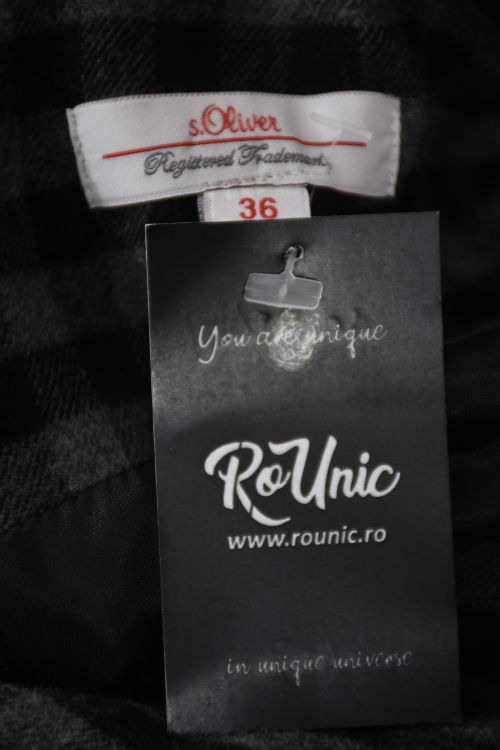 s.Oliver
Registered Trademark
36
You are unique
RoUnic
www.rounic.ro
...in unique universe